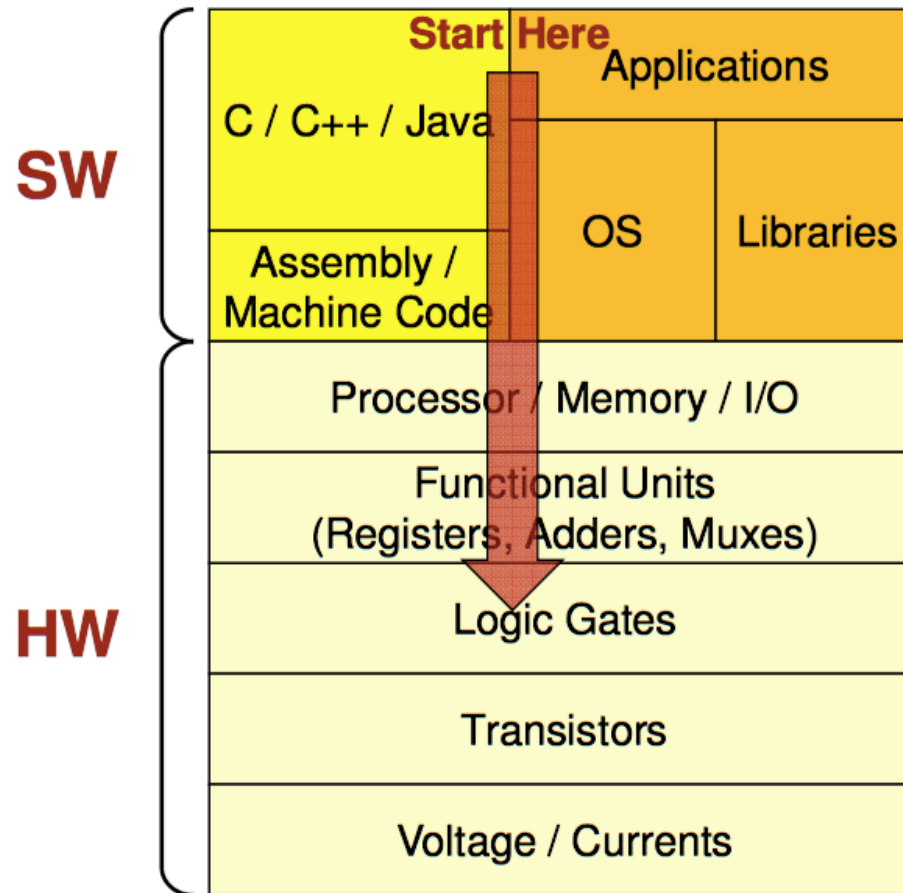 Start Here
Applications
C / C++ / Java
SW
OS
Libraries
Assembly /
Machine Code
Processor / Memory / I/O
Functional Units
(Registers, Adders, Muxes)
HW
Logic Gates
Transistors
Voltage / Currents